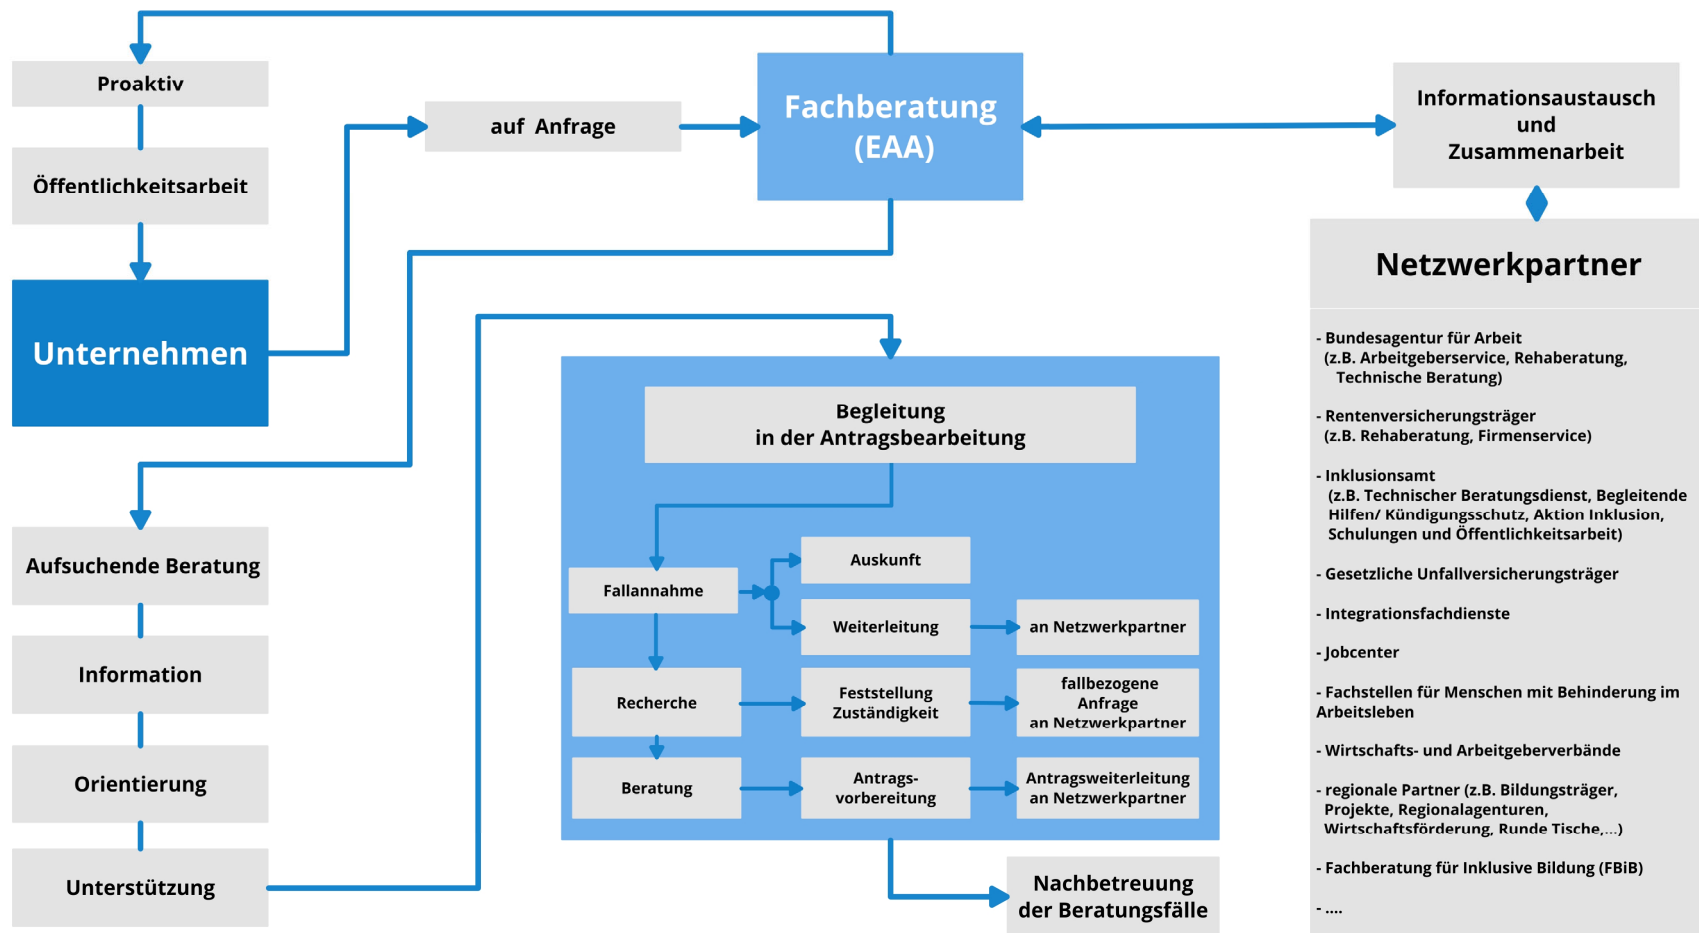 Proaktiv
Öffentlichkeitsarbeit
Unternehmen
auf Anfrage
Fachberatung
(EAA)
Informationsaustausch
und
Zusammenarbeit
Aufsuchende Beratung
Information
Orientierung
Unterstützung
Begleitung
in der Antragsbearbeitung
Fallannahme
Auskunft
Weiterleitung
an Netzwerkpartner
Recherche
Feststellung
Zuständigkeit
fallbezogene
Anfrage
an Netzwerkpartner
Beratung
Antrags-
vorbereitung
Antragsweiterleitung
an Netzwerkpartner
Nachbetreuung
der Beratungsfälle
Netzwerkpartner
- Bundesagentur für Arbeit
(z.B. Arbeitgeberservice, Rehaberatung,
Technische Beratung)
- Rentenversicherungsträger
(z.B. Rehaberatung, Firmenservice)
- Inklusionsamt
(z.B. Technischer Beratungsdienst, Begleitende
Hilfen/ Kündigungsschutz, Aktion Inklusion,
Schulungen und Öffentlichkeitsarbeit)
- Gesetzliche Unfallversicherungsträger
- Integrationsfachdienste
- Jobcenter
- Fachstellen für Menschen mit Behinderung im
Arbeitsleben
- Wirtschafts- und Arbeitgeberverbände
- regionale Partner (z.B. Bildungsträger,
Projekte, Regionalagenturen,
Wirtschaftsförderung, Runde Tische,...)
- Fachberatung für Inklusive Bildung (FBiB)
- ....